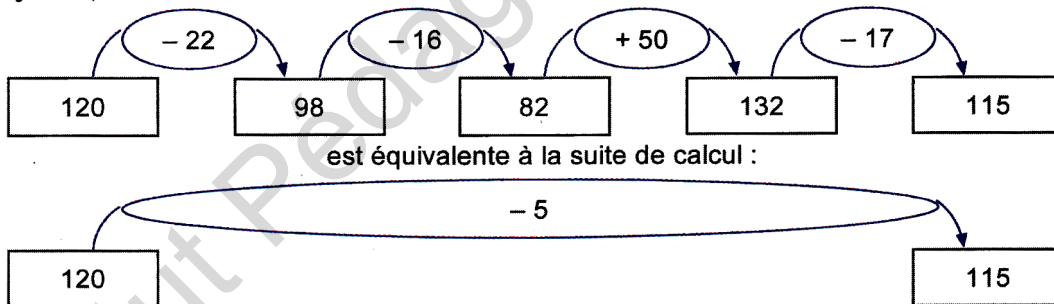 – 22 – 16 + 50 – 17
120 98 82 132 115
est équivalente à la suite de calcul :
– 5
120 115